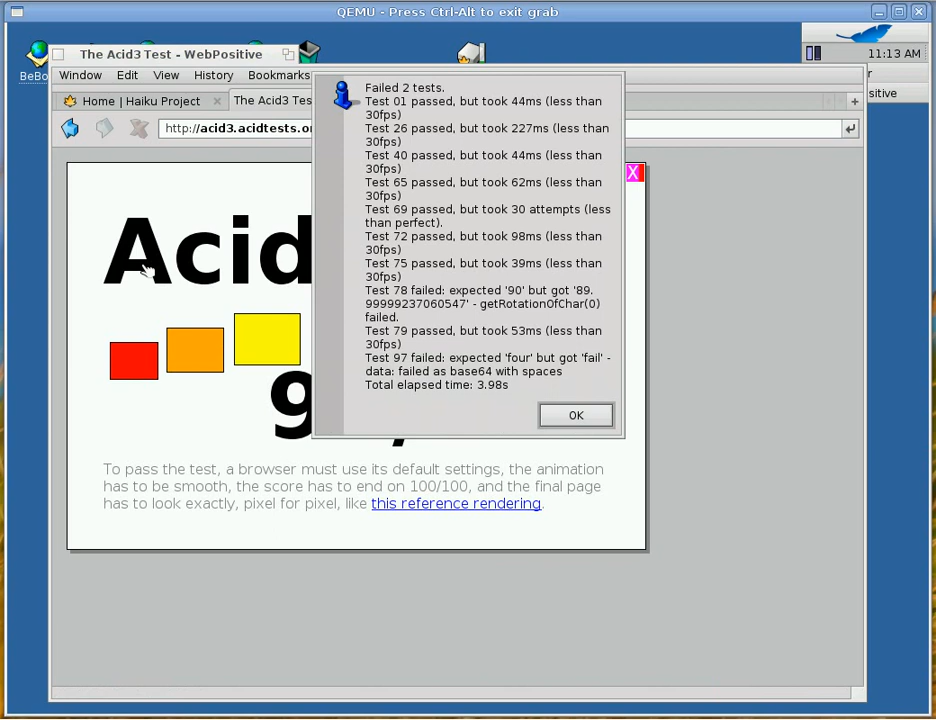 QEMU - Press Ctrl-Alt to exit grab
11:13 AM
The Acid3 Test - WebPositive
BeBo
Window Edit View History Bookmarks
sitive
Home | Haiku Project
The Acid3 Tes
http://acid3.acidtests.o
Failed 2 tests.
Test 01 passed, but took 44ms (less than
30fps)
Test 26 passed, but took 227ms (less than
30fps)
Test 40 passed, but took 44ms (less than
30fps)
Test 65 passed, but took 62ms (less than
30fps)
Test 69 passed, but took 30 attempts (less
than perfect).
Test 72 passed, but took 98ms (less than
30fps)
Test 75 passed, but took 39ms (less than
30fps)
Test 78 failed: expected '90' but got '89.
99999237060547' - getRotationOfChar(0)
failed.
Test 79 passed, but took 53ms (less than
30fps)
Test 97 failed: expected 'four' but got 'fail' -
data: failed as base64 with spaces
Total elapsed time: 3.98s
OK
X
Acid
9
To pass the test, a browser must use its default settings, the animation
has to be smooth, the score has to end on 100/100, and the final page
has to look exactly, pixel for pixel, like this reference rendering.